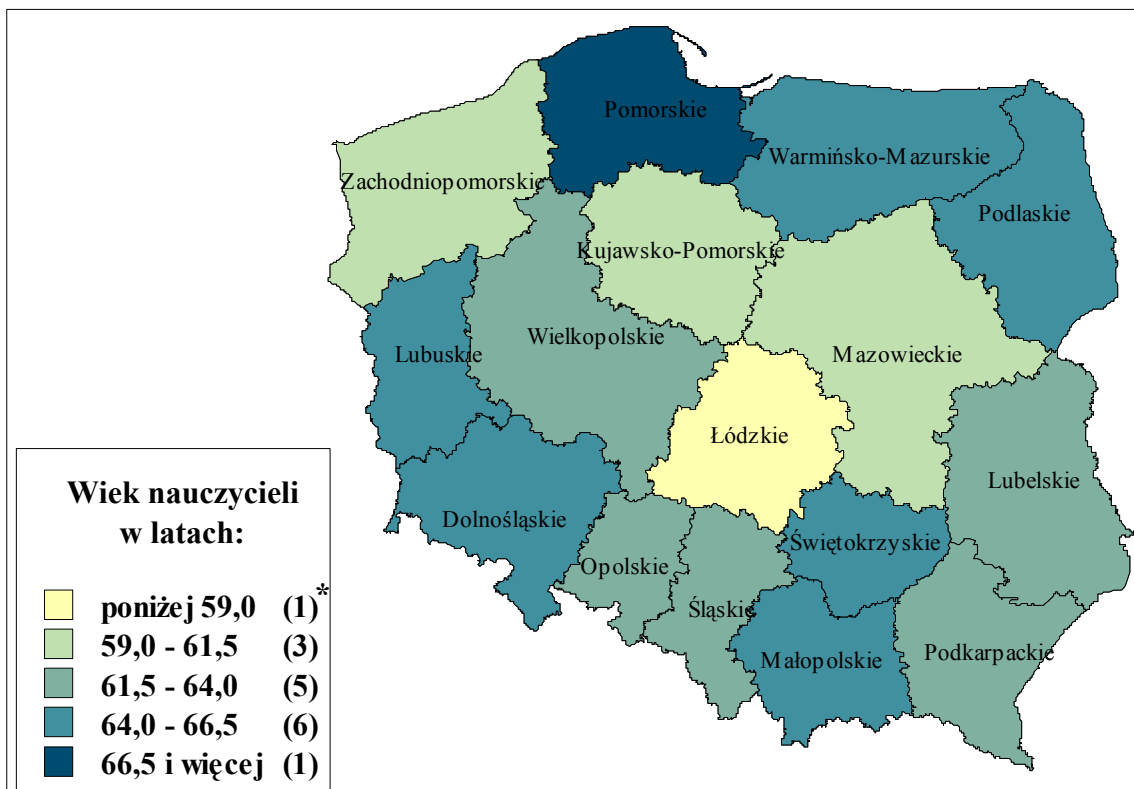 Pomorskie
Warmińsko-Mazurskie
Zachodniopomorskie
Podlaskie
Kujawsko-Pomorskie
Wielkopolskie
Lubuskie
Mazowieckie
Łódzkie
Lubelskie
Dolnośląskie
Świętokrzyskie
Opolskie
Śląskie
Podkarpackie
Małopolskie
Wiek nauczycieli
w latach:
poniżej 59,0 (1)*
59,0 - 61,5 (3)
61,5 - 64,0 (5)
64,0 - 66,5 (6)
66,5 i więcej (1)